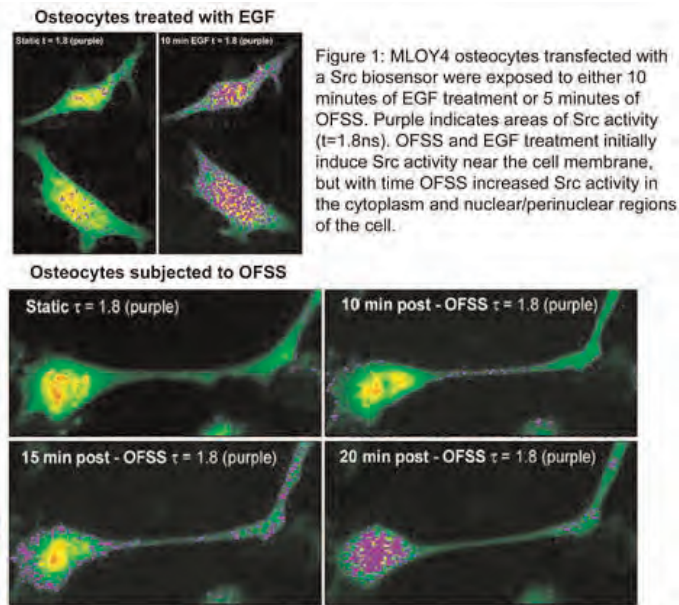 Osteocytes treated with EGF
Static t = 1.8 (purple)
10 min EGF t = 1.8 (purple)
Figure 1: MLOY4 osteocytes transfected with
a Src biosensor were exposed to either 10
minutes of EGF treatment or 5 minutes of
OFSS. Purple indicates areas of Src activity
(t=1.8ns). OFSS and EGF treatment initially
induce Src activity near the cell membrane,
but with time OFSS increased Src activity in
the cytoplasm and nuclear/perinuclear regions
of the cell.
Osteocytes subjected to OFSS
Static τ = 1.8 (purple)
10 min post - OFSS τ = 1.8 (purple)
15 min post - OFSS τ = 1.8 (purple)
20 min post - OFSS τ = 1.8 (purple)